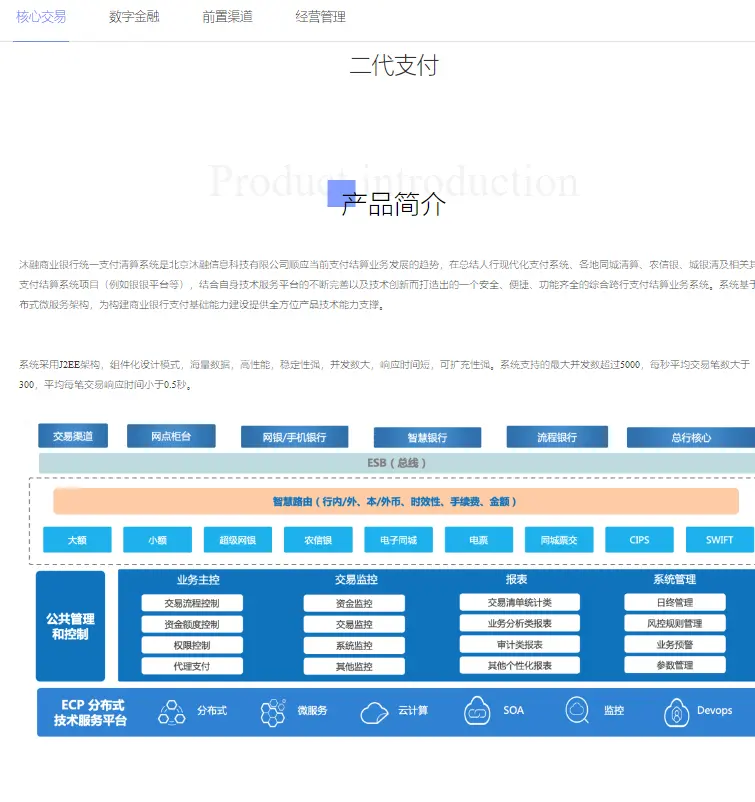 核心交易 数字金融 前置渠道 经营管理
二代支付
Product introduction
产品简介
沐融商业银行统一支付清算系统是北京沐融信息科技有限公司顺应当前支付结算业务发展的趋势，在总结人行现代化支付系统、各地同城清算、农信银、城银清及相关其
支付结算系统项目（例如银银平台等），结合自身技术服务平台的不断完善以及技术创新而打造出的一个安全、便捷、功能齐全的综合跨行支付结算业务系统。系统基于
布式微服务架构，为构建商业银行支付基础能力建设提供全方位产品技术能力支撑。
系统采用J2EE架构，组件化设计模式，海量数据，高性能，稳定性强，开发数大，响应时间短，可扩充性强。系统支持的最大开发数超过5000，每秒平均交易笔数大于
300，平均每笔交易响应时间小于0.5秒。
交易渠道 网点柜台 网银/手机银行 智慧银行 流程银行 总行核心
ESB（总线）
智慧路由（行内/外、本/外币、时效性、手续费、金额）
大额 小额 超级网银 农信银 电子同城 电票 同城票交 CIPS SWIFT
公共管理
和控制
业务主控 交易监控 报表 系统管理
交易流程控制 资金监控 交易清单统计类 日终管理
资金额度控制 交易监控 业务分析类报表 风控规则管理
权限控制 系统监控 审计类报表 业务预警
代理支付 其他监控 其他个性化报表 参数管理
ECP 分布式
技术服务平台
分布式 微服务 云计算 SOA 监控 Devops